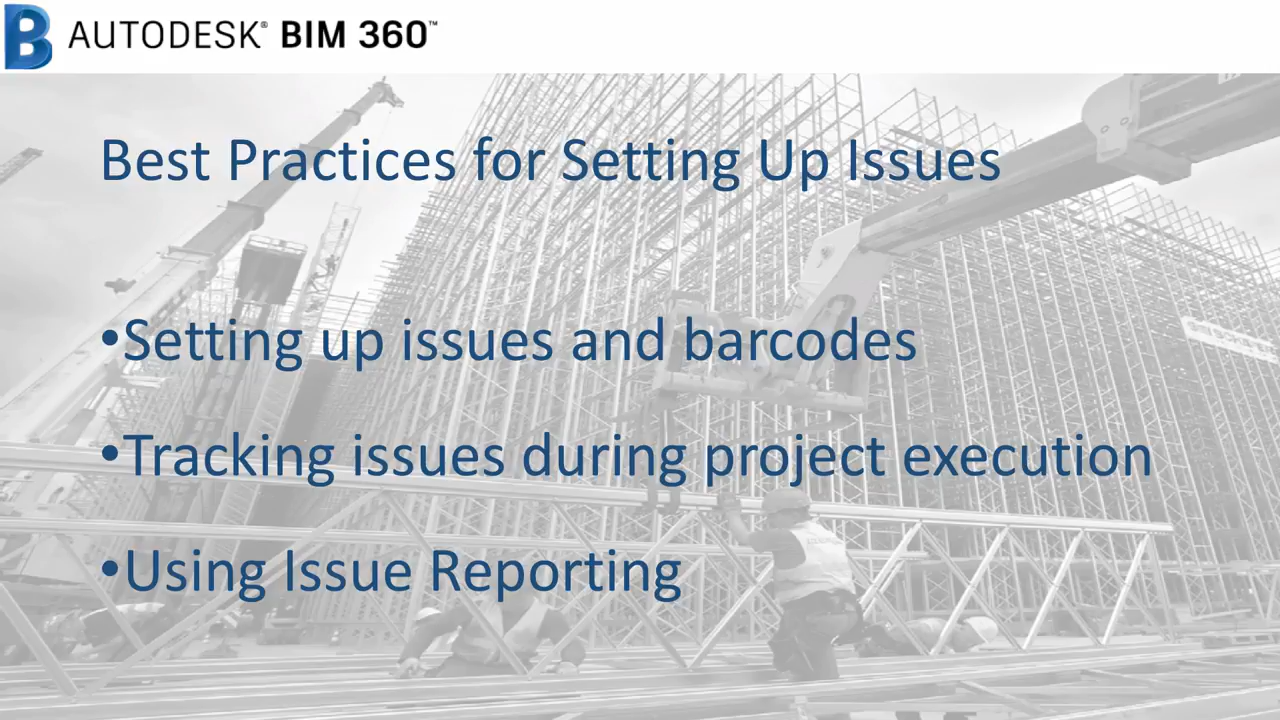 AUTODESK® BIM 360™
Best Practices for Setting Up Issues
•Setting up issues and barcodes
•Tracking issues during project execution
•Using Issue Reporting